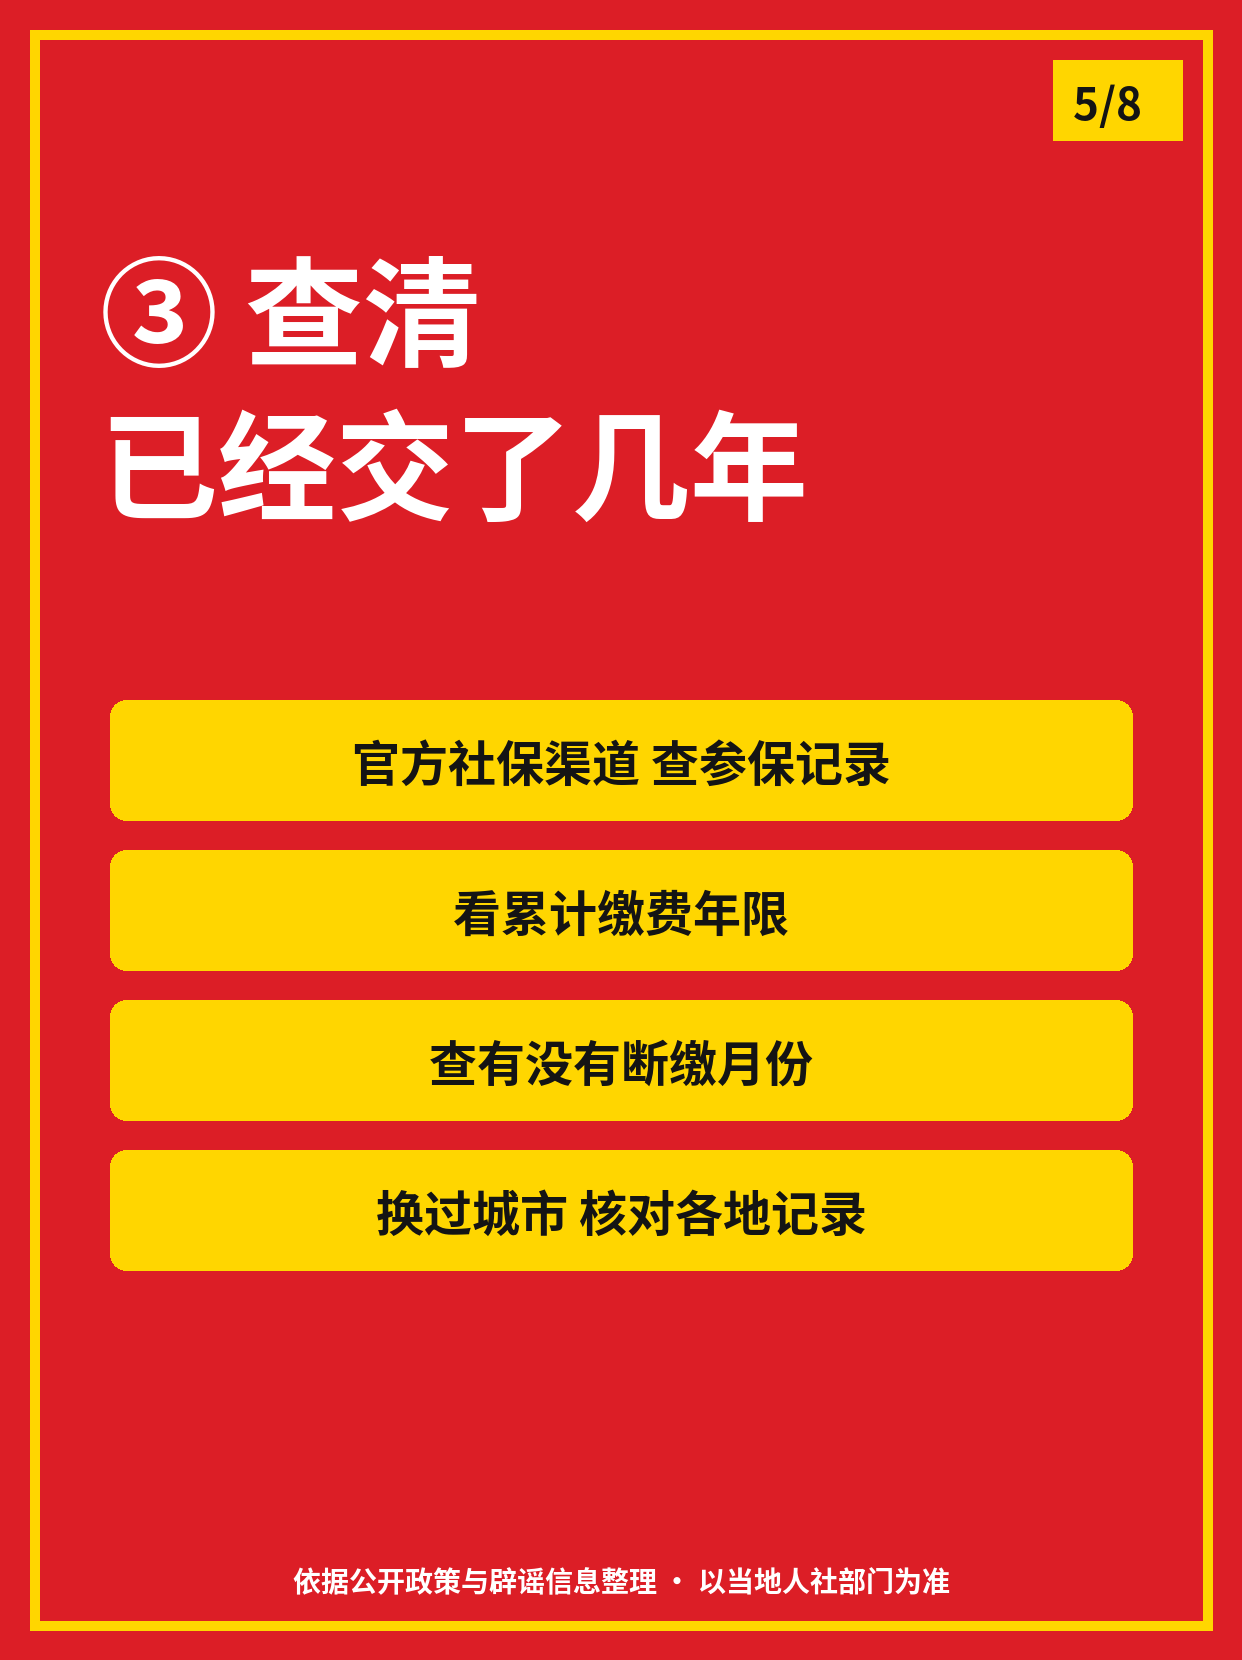 5/8
③ 查清
已经交了几年
官方社保渠道 查参保记录
看累计缴费年限
查有没有断缴月份
换过城市 核对各地记录
依据公开政策与辟谣信息整理 · 以当地人社部门为准